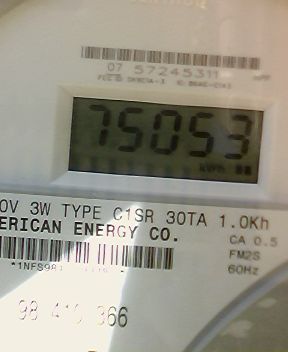 07 57245311
75053
kWh
0V 3W TYPE C1SR 30TA 1.0Kh
ERICAN ENERGY CO.
CA 0.5
FM2S
60Hz
366